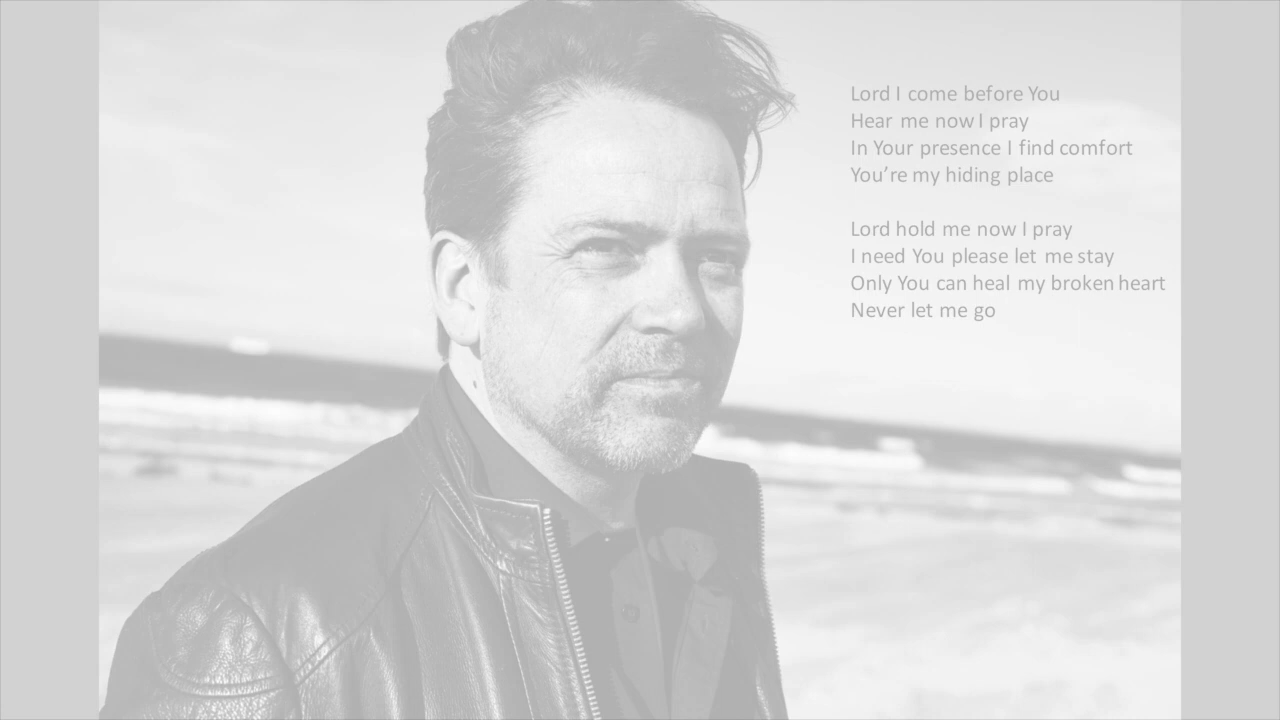 Lord I come before You
Hear me now I pray
In Your presence I find comfort
You're my hiding place
Lord hold me now I pray
I need You please let me stay
Only You can heal my broken heart
Never let me go